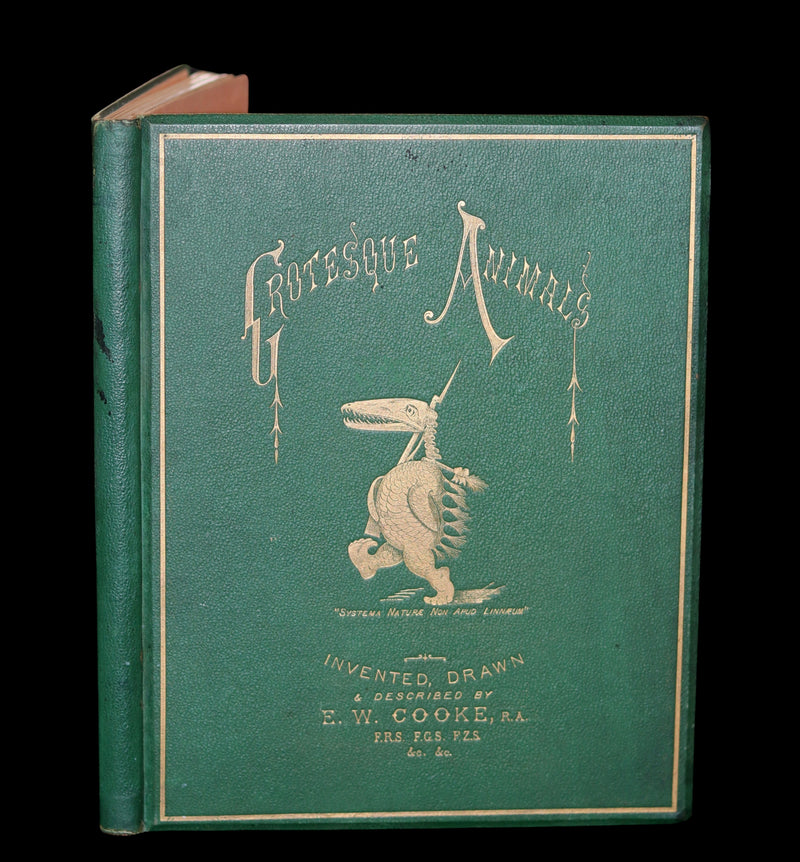 GROTESQUE ANIMALS
"SYSTEMA NATURÆ NON APUD LINNÆUM"
INVENTED, DRAWN
& DESCRIBED BY
E. W. COOKE, R.A.
F.R.S. F.G.S. F.Z.S.
&c. &c.